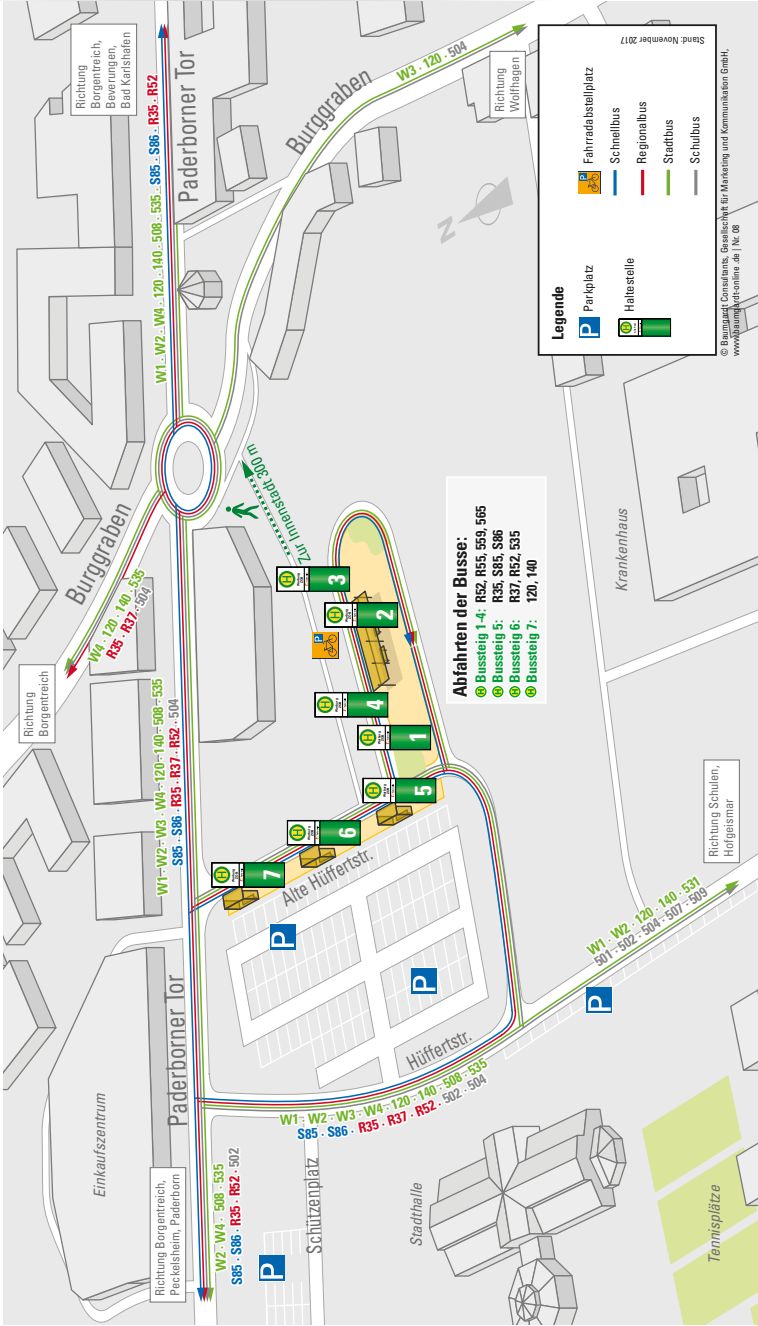 Richtung
Borgentreich,
Beverungen,
Bad Karlshafen
W1 · W2 · W4 · 120 · 140 · 508 · 535 · S85 · S86 · R35 · R52
Paderborner Tor
Burggraben
W3 · 120 · 504
Richtung
Wolfhagen
Burggraben
W4 · 120 · 140 · 535
R35 · R37 · 504
Richtung
Borgentreich
Zur Innenstadt 300 m
N
W1 · W2 · W3 · W4 · 120 · 140 · 508 · 535
S85 · S86 · R35 · R37 · R52 · 504
P
H
3
H
2
H
4
H
1
H
5
H
6
H
7
Alte Hüffertstr.
P
P
P
Hüffertstr.
Paderborner Tor
Einkaufszentrum
Richtung Borgentreich,
Peckelsheim, Paderborn
W2 · W4 · 508 · 535
S85 · S86 · R35 · R52 · 502
W1 · W2 · W3 · W4 · 120 · 140 · 508 · 535
S85 · S86 · R35 · R37 · R52 · 502 · 504
P
Schützenplatz
Stadthalle
Tennisplätze
W1 · W2 · 120 · 140 · 531
501 · 502 · 504 · 507 · 509
Richtung Schulen,
Hofgeismar
Krankenhaus
Abfahrten der Busse:
H Bussteig 1-4: R52, R55, 559, 565
H Bussteig 5: R35, S85, S86
H Bussteig 6: R37, R52, 535
H Bussteig 7: 120, 140
Legende
P Parkplatz
H Haltestelle
P Fahrradabstellplatz
Schnellbus
Regionalbus
Stadtbus
Schulbus
Stand: November 2017
© Baumgardt Consultants, Gesellschaft für Marketing und Kommunikation GmbH,
www.baumgardt-online.de | Nr. 08